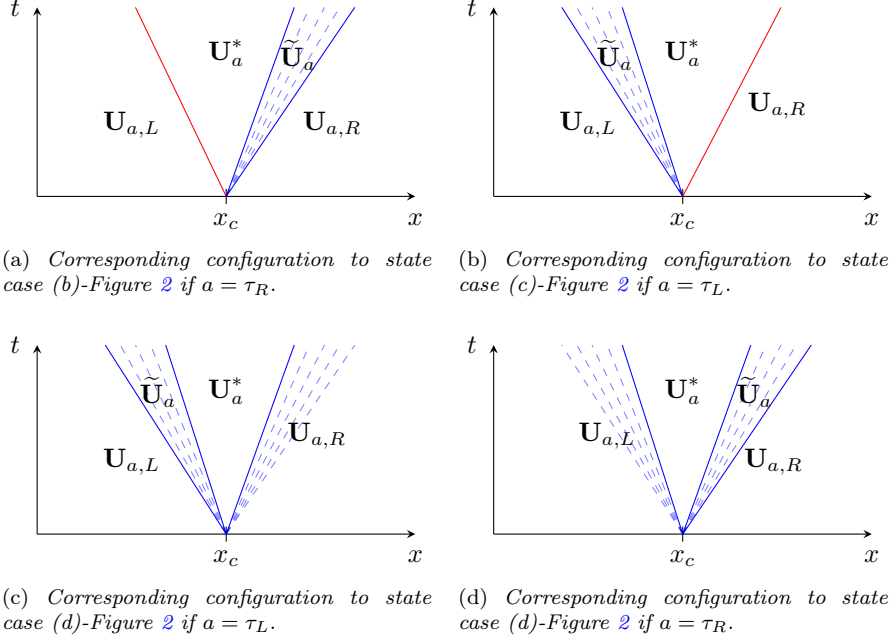 t
U*a
Ũa
Ua,L
Ua,R
xc
x
t
U*a
Ũa
Ua,L
Ua,R
xc
x
(a) Corresponding configuration to state
case (b)-Figure 2 if a = τR.
(b) Corresponding configuration to state
case (c)-Figure 2 if a = τL.
t
U*a
Ũa
Ua,R
Ua,L
xc
x
t
U*a
Ũa
Ua,L
Ua,R
xc
x
(c) Corresponding configuration to state
case (d)-Figure 2 if a = τL.
(d) Corresponding configuration to state
case (d)-Figure 2 if a = τR.